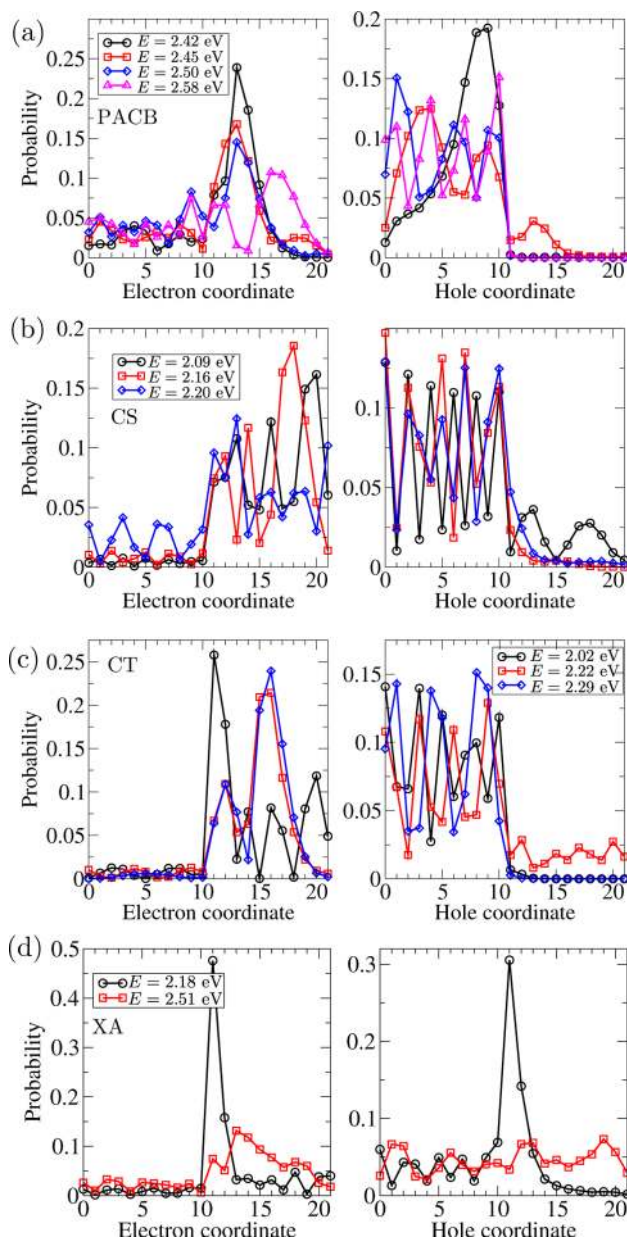 (a)
E = 2.42 eV
E = 2.45 eV
E = 2.50 eV
E = 2.58 eV
PACB
Probability
0.25
0.2
0.15
0.1
0.05
0
0 5 10 15 20
Electron coordinate
0.2
0.15
0.1
0.05
0
0 5 10 15 20
Hole coordinate
(b)
E = 2.09 eV
E = 2.16 eV
E = 2.20 eV
CS
Probability
0.2
0.15
0.1
0.05
0
0 5 10 15 20
Electron coordinate
0.1
0.05
0
0 5 10 15 20
Hole coordinate
(c)
CT
Probability
0.25
0.2
0.15
0.1
0.05
0
0 5 10 15 20
Electron coordinate
E = 2.02 eV
E = 2.22 eV
E = 2.29 eV
0.15
0.1
0.05
0
0 5 10 15 20
Hole coordinate
(d)
E = 2.18 eV
E = 2.51 eV
XA
Probability
0.5
0.4
0.3
0.2
0.1
0
0 5 10 15 20
Electron coordinate
0.3
0.2
0.1
0
0 5 10 15 20
Hole coordinate